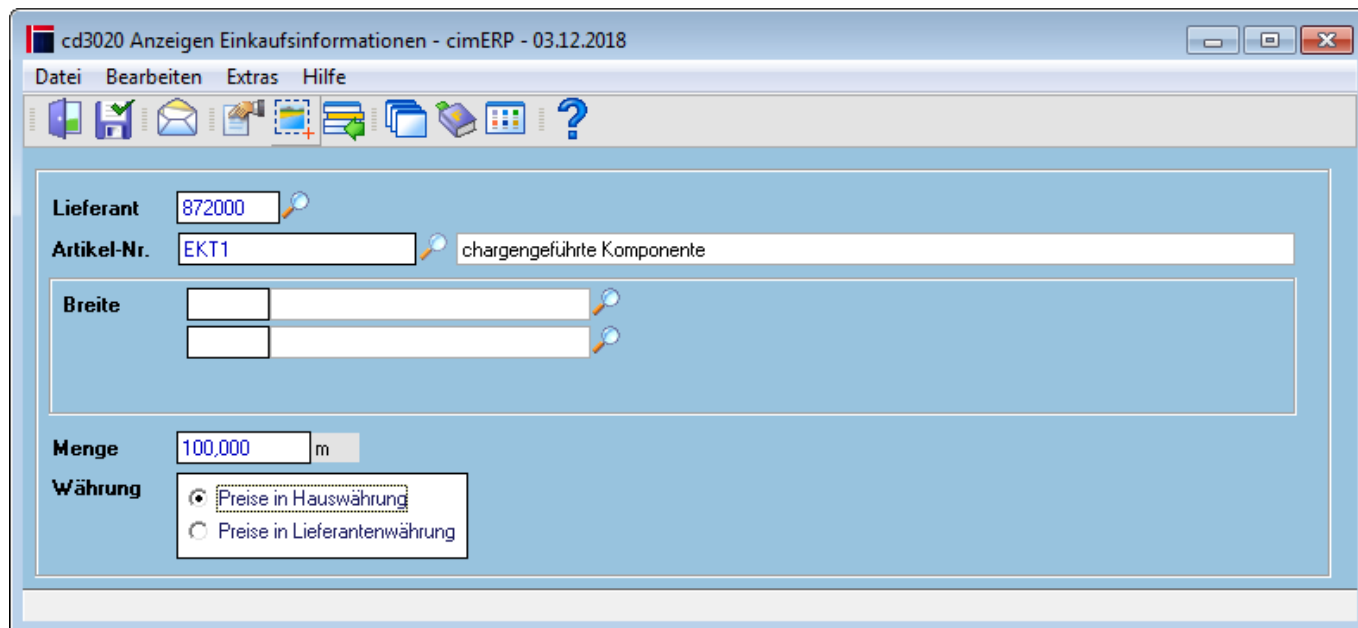 cd3020 Anzeigen Einkaufsinformationen - cimERP - 03.12.2018
Datei Bearbeiten Extras Hilfe
Lieferant 872000
Artikel-Nr. EKT1 chargengeführte Komponente
Breite
Menge 100,000 m
Währung
Preise in Hauswährung
Preise in Lieferantenwährung